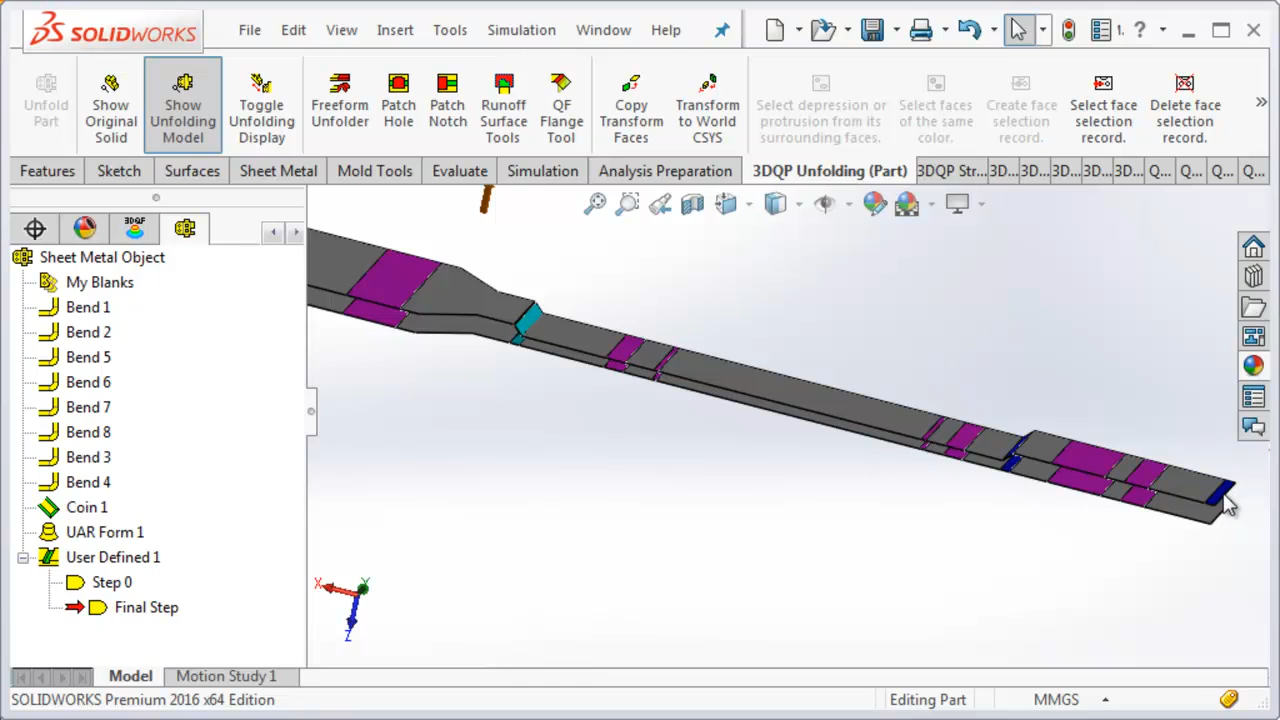 SOLIDWORKS File Edit View Insert Tools Simulation Window Help 1. ?
Unfold Part
Show Original Solid
Show Unfolding Model
Toggle Unfolding Display
Freeform Unfolder
Patch Hole
Patch Notch
Runoff Surface Tools
QF Flange Tool
Copy Transform Faces
Transform to World CSYS
Select depression or protrusion from its surrounding faces.
Select faces of the same color.
Create face selection record.
Select face selection record.
Delete face selection record.
Features Sketch Surfaces Sheet Metal Mold Tools Evaluate Simulation Analysis Preparation 3DQP Unfolding (Part) 3DQP Str... 3D... 3D... 3D... 3D... 3D... Q... Q... Q... Q...
Sheet Metal Object
My Blanks
Bend 1
Bend 2
Bend 5
Bend 6
Bend 7
Bend 8
Bend 3
Bend 4
Coin 1
UAR Form 1
User Defined 1
Step 0
Final Step
X Y
Z
Model Motion Study 1
SOLIDWORKS Premium 2016 x64 Edition Editing Part MMGS